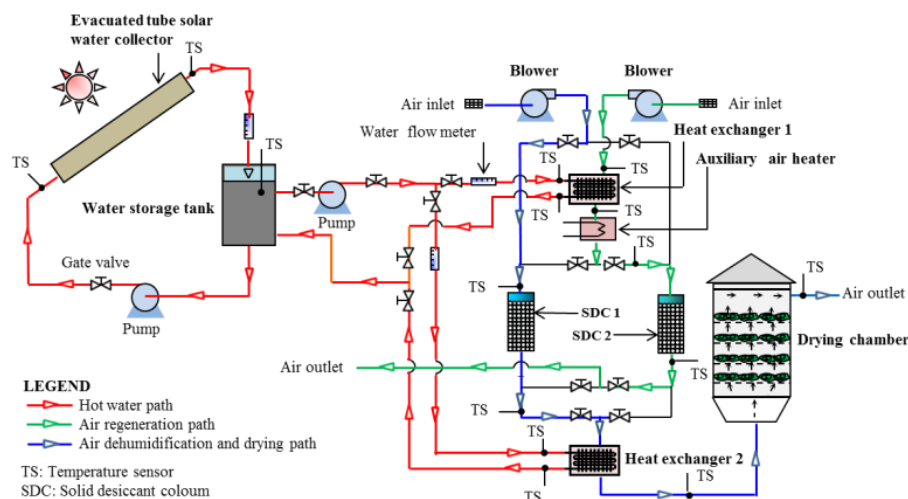 Evacuated tube solar
water collector
TS
Blower
Blower
Air inlet
Air inlet
Water flow meter
TS
Heat exchanger 1
Auxiliary air heater
TS
TS
TS
TS
TS
Water storage tank
Pump
TS
TS
TS
Gate valve
Pump
SDC 1
SDC 2
Air outlet
Drying chamber
Air outlet
TS
TS
LEGEND
Hot water path
Air regeneration path
Air dehumidification and drying path
TS
TS
Heat exchanger 2
TS
TS: Temperature sensor
SDC: Solid desiccant coloum